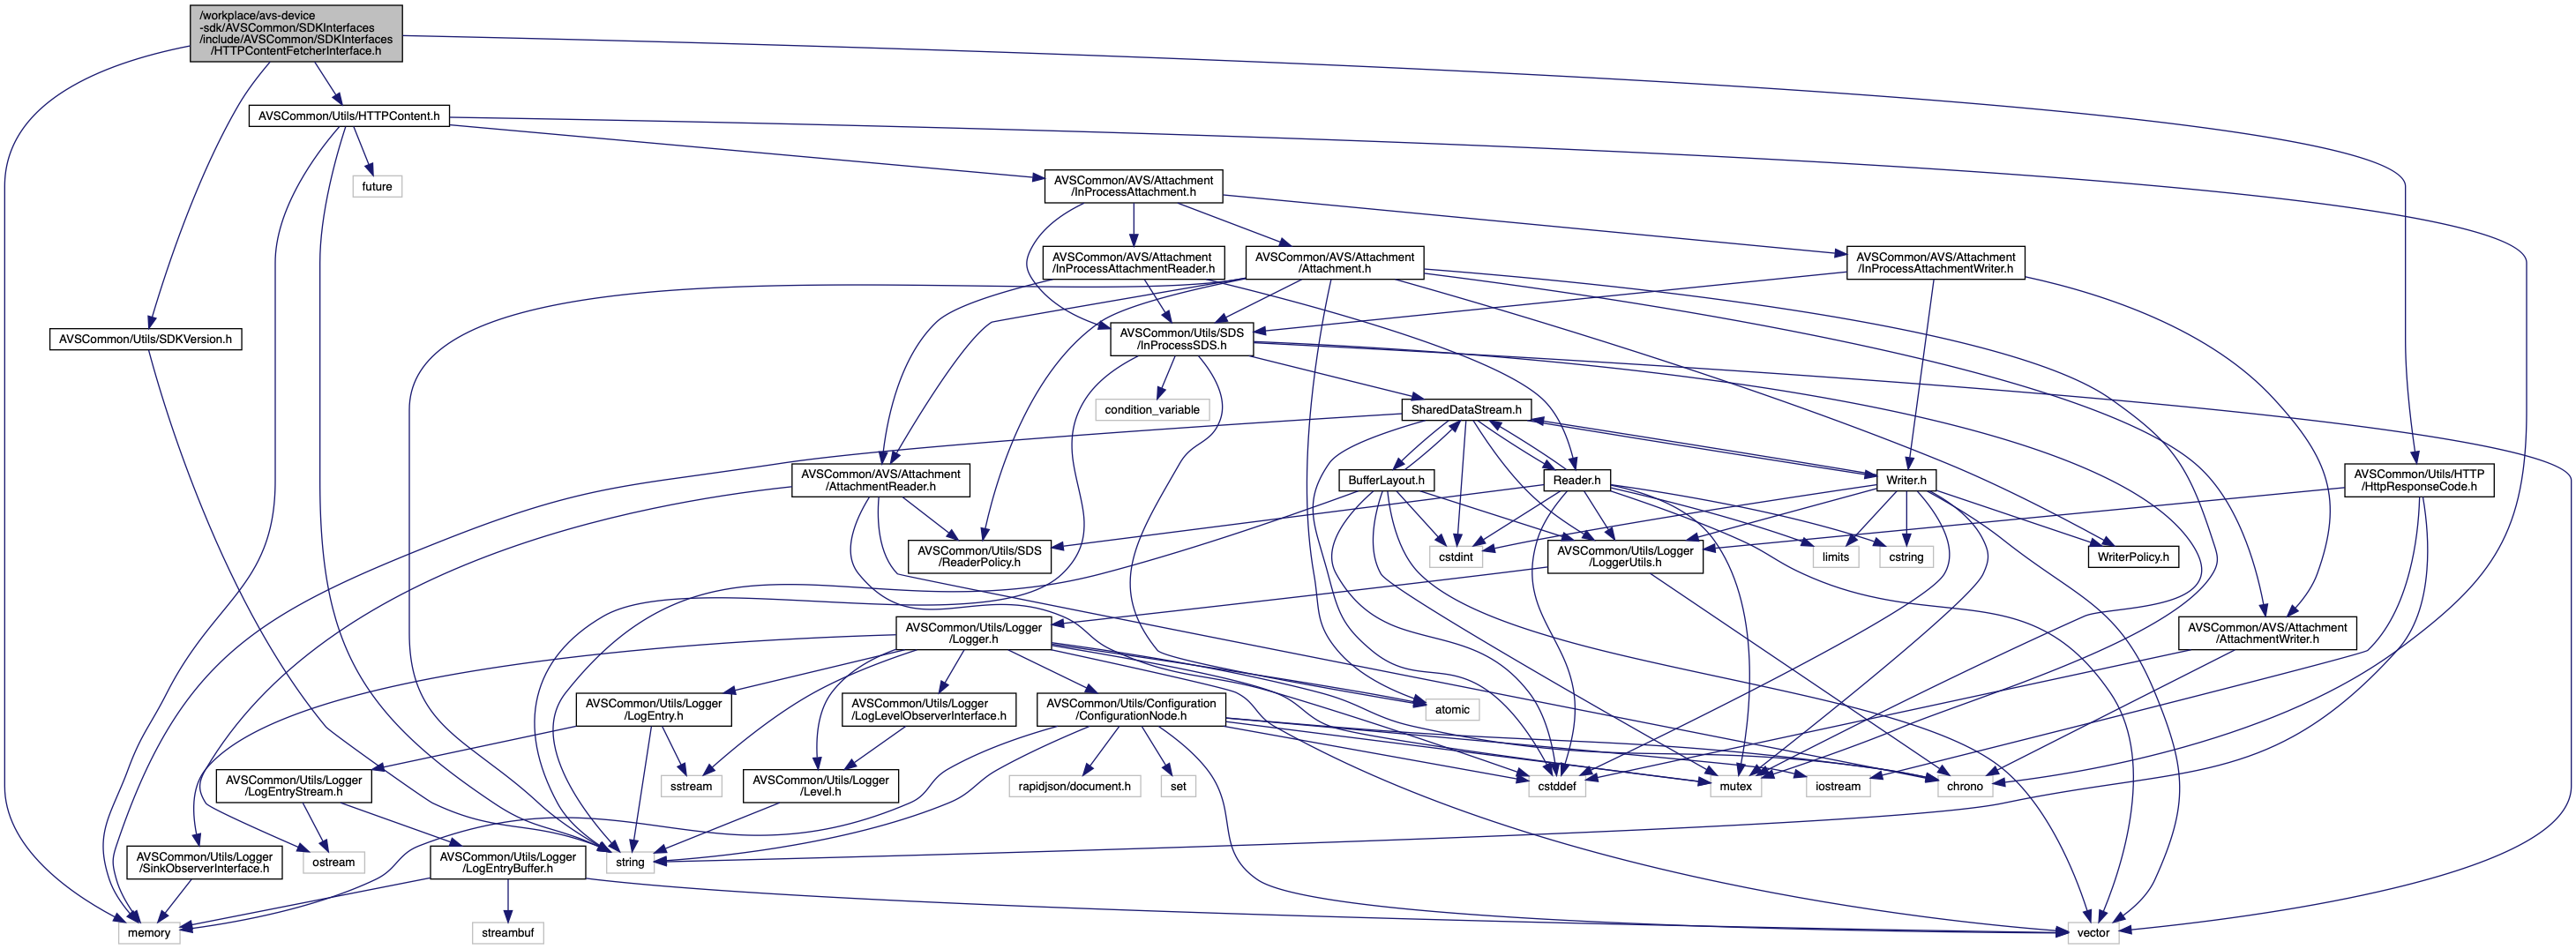 /workplace/avs-device
-sdk/AVSCommon/SDKInterfaces
/include/AVSCommon/SDKInterfaces
/HTTPContentFetcherInterface.h
AVSCommon/Utils/HTTPContent.h
future
AVSCommon/AVS/Attachment
/InProcessAttachment.h
AVSCommon/AVS/Attachment
/InProcessAttachmentReader.h
AVSCommon/AVS/Attachment
/Attachment.h
AVSCommon/AVS/Attachment
/InProcessAttachmentWriter.h
AVSCommon/Utils/SDKVersion.h
AVSCommon/Utils/SDS
/InProcessSDS.h
condition_variable
SharedDataStream.h
AVSCommon/AVS/Attachment
/AttachmentReader.h
BufferLayout.h
Reader.h
Writer.h
AVSCommon/Utils/HTTP
/HttpResponseCode.h
AVSCommon/Utils/SDS
/ReaderPolicy.h
cstdint
AVSCommon/Utils/Logger
/LoggerUtils.h
limits
cstring
WriterPolicy.h
AVSCommon/Utils/Logger
/Logger.h
AVSCommon/AVS/Attachment
/AttachmentWriter.h
AVSCommon/Utils/Logger
/LogEntry.h
AVSCommon/Utils/Logger
/LogLevelObserverInterface.h
AVSCommon/Utils/Configuration
/ConfigurationNode.h
atomic
AVSCommon/Utils/Logger
/LogEntryStream.h
sstream
AVSCommon/Utils/Logger
/Level.h
rapidjson/document.h
set
cstddef
mutex
iostream
chrono
AVSCommon/Utils/Logger
/SinkObserverInterface.h
ostream
AVSCommon/Utils/Logger
/LogEntryBuffer.h
string
memory
streambuf
vector